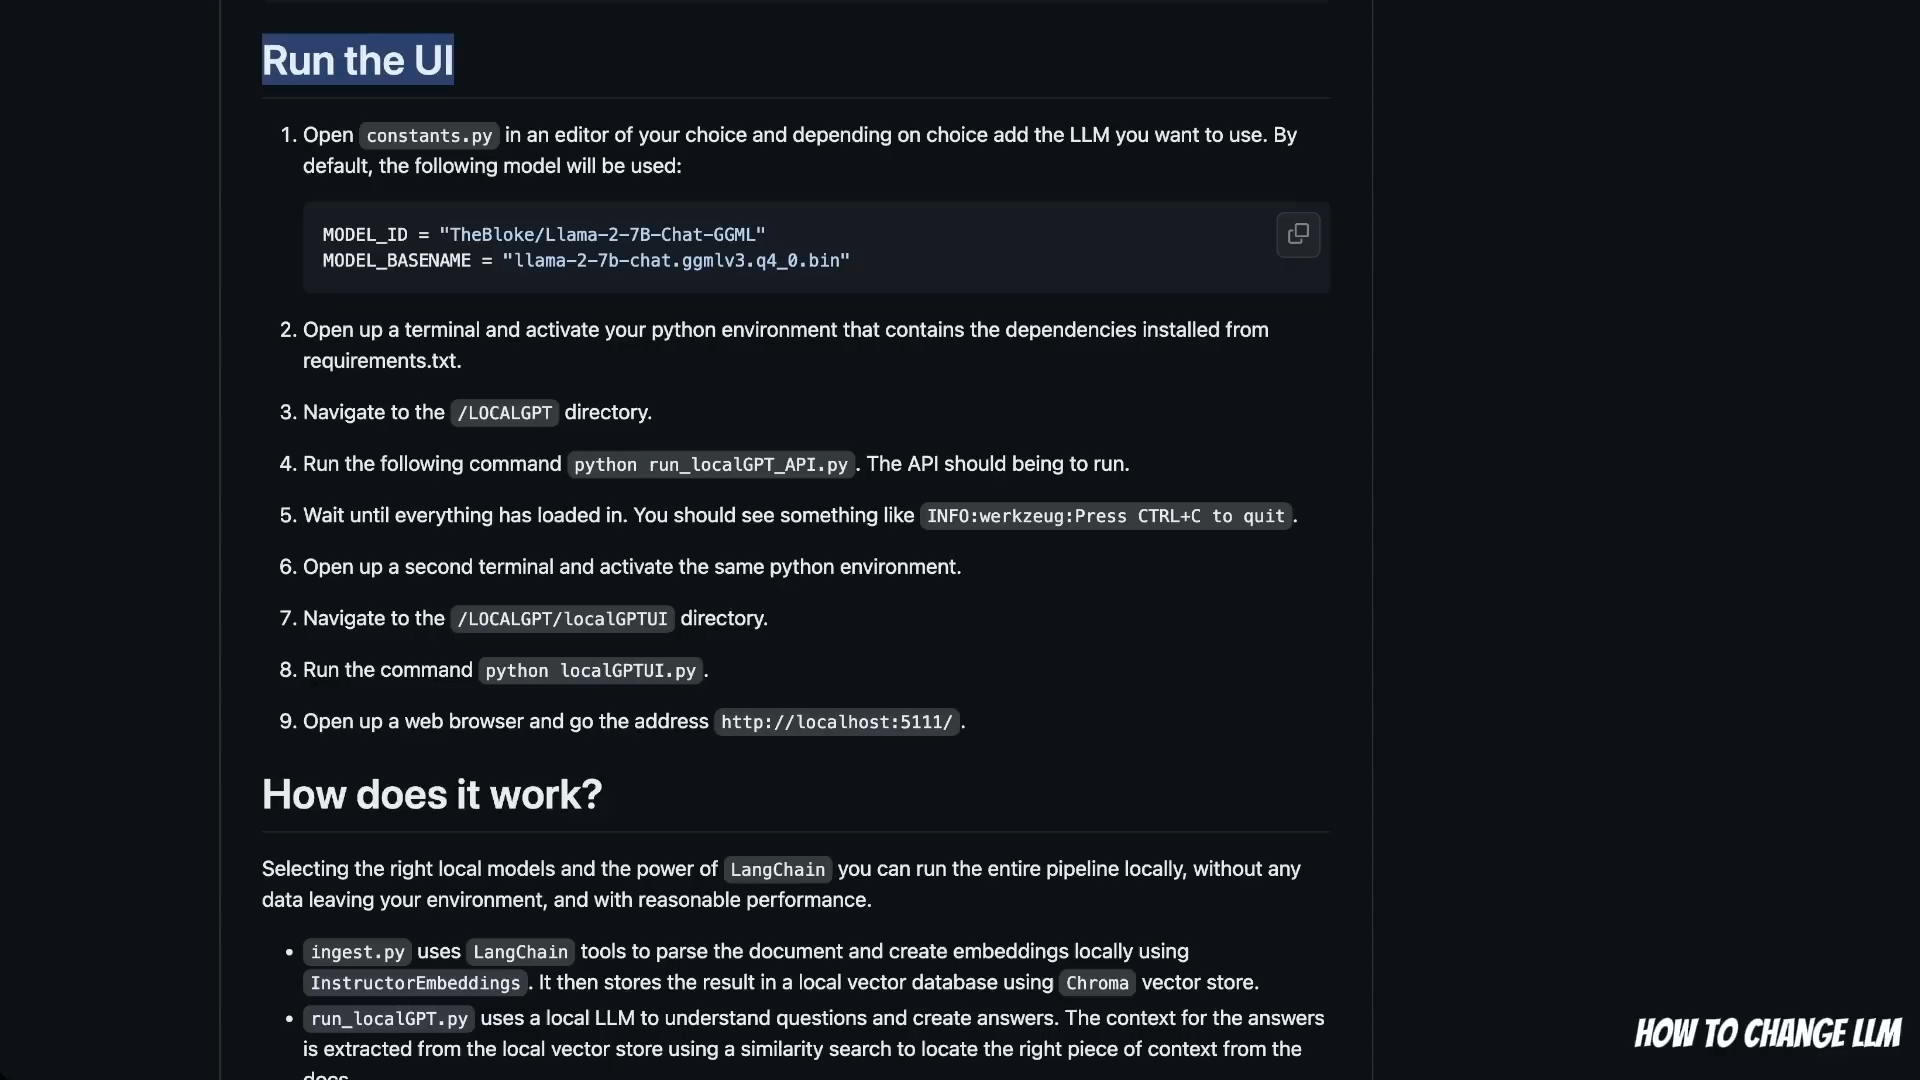 Run the UI
1. Open constants.py in an editor of your choice and depending on choice add the LLM you want to use. By
default, the following model will be used:
MODEL_ID = "TheBloke/Llama-2-7B-Chat-GGML"
MODEL_BASENAME = "llama-2-7b-chat.ggmlv3.q4_0.bin"
2. Open up a terminal and activate your python environment that contains the dependencies installed from
requirements.txt.
3. Navigate to the /LOCALGPT directory.
4. Run the following command python run_localGPT_API.py. The API should being to run.
5. Wait until everything has loaded in. You should see something like INFO:werkzeug:Press CTRL+C to quit.
6. Open up a second terminal and activate the same python environment.
7. Navigate to the /LOCALGPT/localGPTUI directory.
8. Run the command python localGPTUI.py.
9. Open up a web browser and go the address http://localhost:5111/.
How does it work?
Selecting the right local models and the power of LangChain you can run the entire pipeline locally, without any
data leaving your environment, and with reasonable performance.
• ingest.py uses LangChain tools to parse the document and create embeddings locally using
InstructorEmbeddings. It then stores the result in a local vector database using Chroma vector store.
• run_localGPT.py uses a local LLM to understand questions and create answers. The context for the answers
is extracted from the local vector store using a similarity search to locate the right piece of context from the
docs.
HOW TO CHANGE LLM